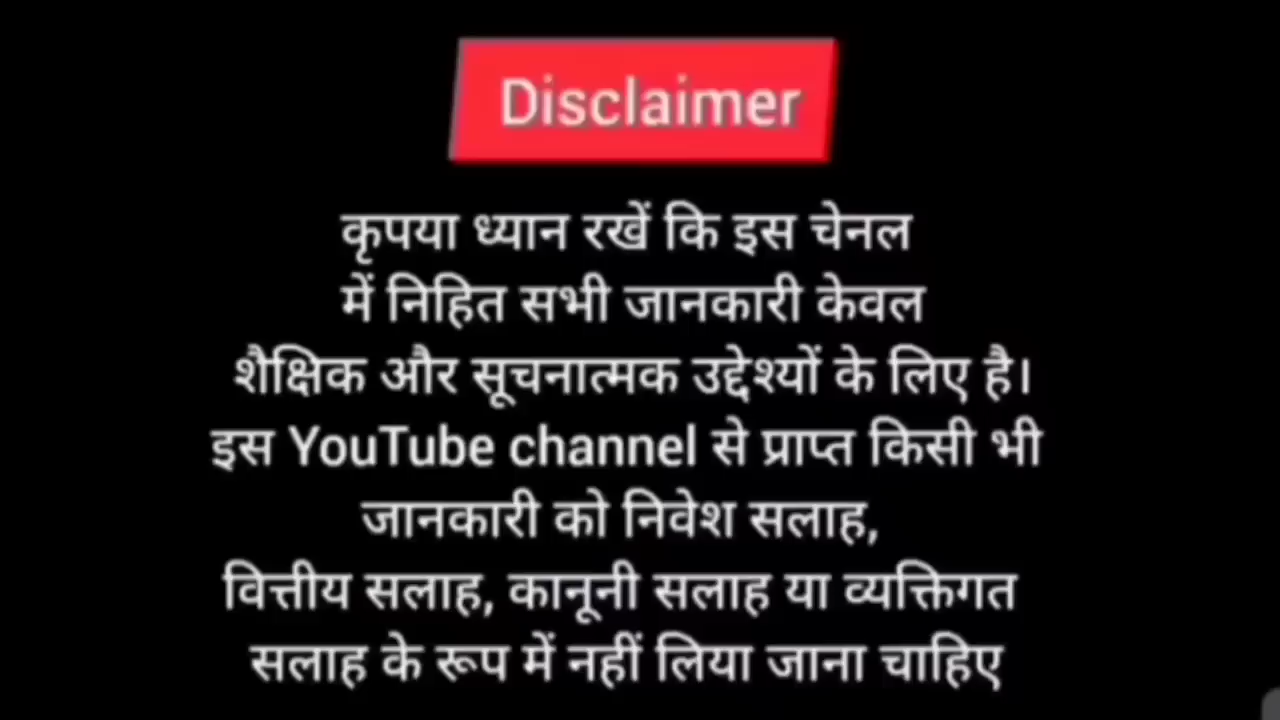 Disclaimer
कृपया ध्यान रखें कि इस चेनल
में निहित सभी जानकारी केवल
शैक्षिक और सूचनात्मक उद्देश्यों के लिए है।
इस YouTube channel से प्राप्त किसी भी
जानकारी को निवेश सलाह,
वित्तीय सलाह, कानूनी सलाह या व्यक्तिगत
सलाह के रूप में नहीं लिया जाना चाहिए